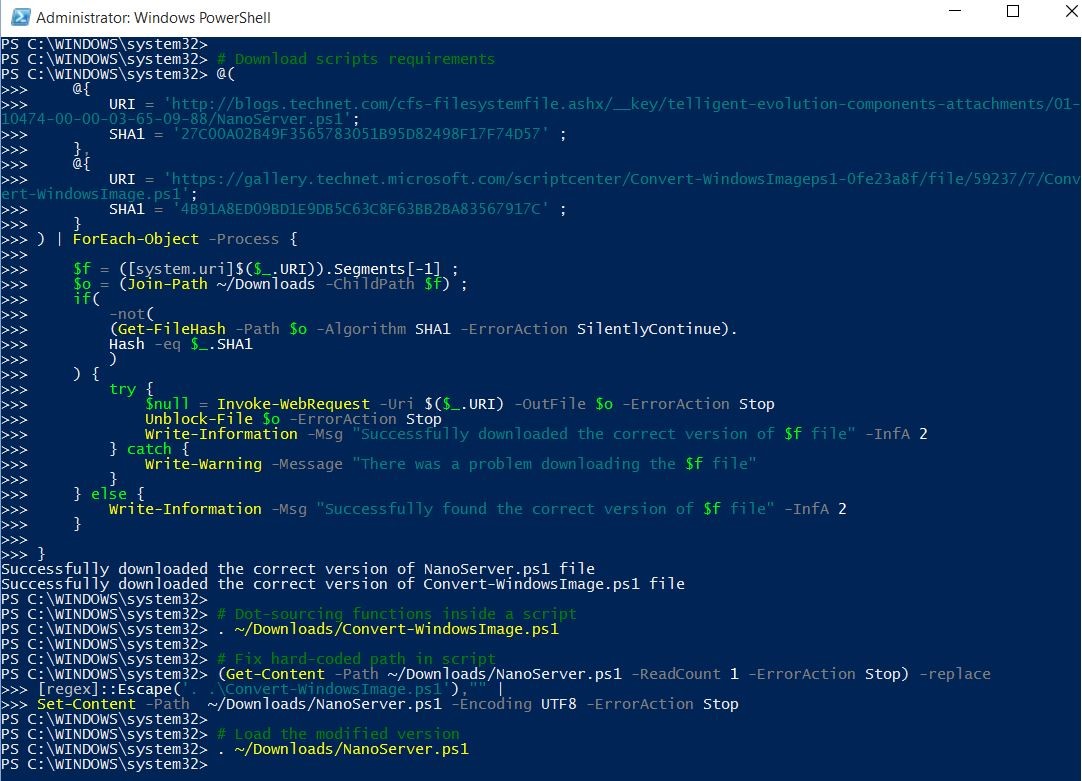 Administrator: Windows PowerShell
PS C:\WINDOWS\system32>
PS C:\WINDOWS\system32> # Download scripts requirements
PS C:\WINDOWS\system32> @(
>>>     @{
>>>         URI = 'http://blogs.technet.com/cfs-filesystemfile.ashx/__key/telligent-evolution-components-attachments/01-
10474-00-00-03-65-09-88/NanoServer.ps1';
>>>         SHA1 = '27C00A02B49F3565783051B95D82498F17F74D57' ;
>>>     },
>>>     @{
>>>         URI = 'https://gallery.technet.microsoft.com/scriptcenter/Convert-WindowsImageps1-0fe23a8f/file/59237/7/Conv
ert-WindowsImage.ps1';
>>>         SHA1 = '4B91A8ED09BD1E9DB5C63C8F63BB2BA83567917C' ;
>>>     }
>>> ) | ForEach-Object -Process {
>>>
>>>     $f = ([system.uri]$($_.URI)).Segments[-1] ;
>>>     $o = (Join-Path ~/Downloads -ChildPath $f) ;
>>>     if(
>>>         -not(
>>>         (Get-FileHash -Path $o -Algorithm SHA1 -ErrorAction SilentlyContinue).
>>>         Hash -eq $_.SHA1
>>>         )
>>>     ) {
>>>         try {
>>>             $null = Invoke-WebRequest -Uri $($_.URI) -OutFile $o -ErrorAction Stop
>>>             Unblock-File $o -ErrorAction Stop
>>>             Write-Information -Msg "Successfully downloaded the correct version of $f file" -InfA 2
>>>         } catch {
>>>             Write-Warning -Message "There was a problem downloading the $f file"
>>>         }
>>>     } else {
>>>         Write-Information -Msg "Successfully found the correct version of $f file" -InfA 2
>>>     }
>>>
>>> }
Successfully downloaded the correct version of NanoServer.ps1 file
Successfully downloaded the correct version of Convert-WindowsImage.ps1 file
PS C:\WINDOWS\system32>
PS C:\WINDOWS\system32> # Dot-sourcing functions inside a script
PS C:\WINDOWS\system32> . ~/Downloads/Convert-WindowsImage.ps1
PS C:\WINDOWS\system32>
PS C:\WINDOWS\system32> # Fix hard-coded path in script
PS C:\WINDOWS\system32> (Get-Content -Path ~/Downloads/NanoServer.ps1 -ReadCount 1 -ErrorAction Stop) -replace
>>> [regex]::Escape('. .\Convert-WindowsImage.ps1'),"" |
>>> Set-Content -Path  ~/Downloads/NanoServer.ps1 -Encoding UTF8 -ErrorAction Stop
PS C:\WINDOWS\system32>
PS C:\WINDOWS\system32> # Load the modified version
PS C:\WINDOWS\system32> . ~/Downloads/NanoServer.ps1
PS C:\WINDOWS\system32>